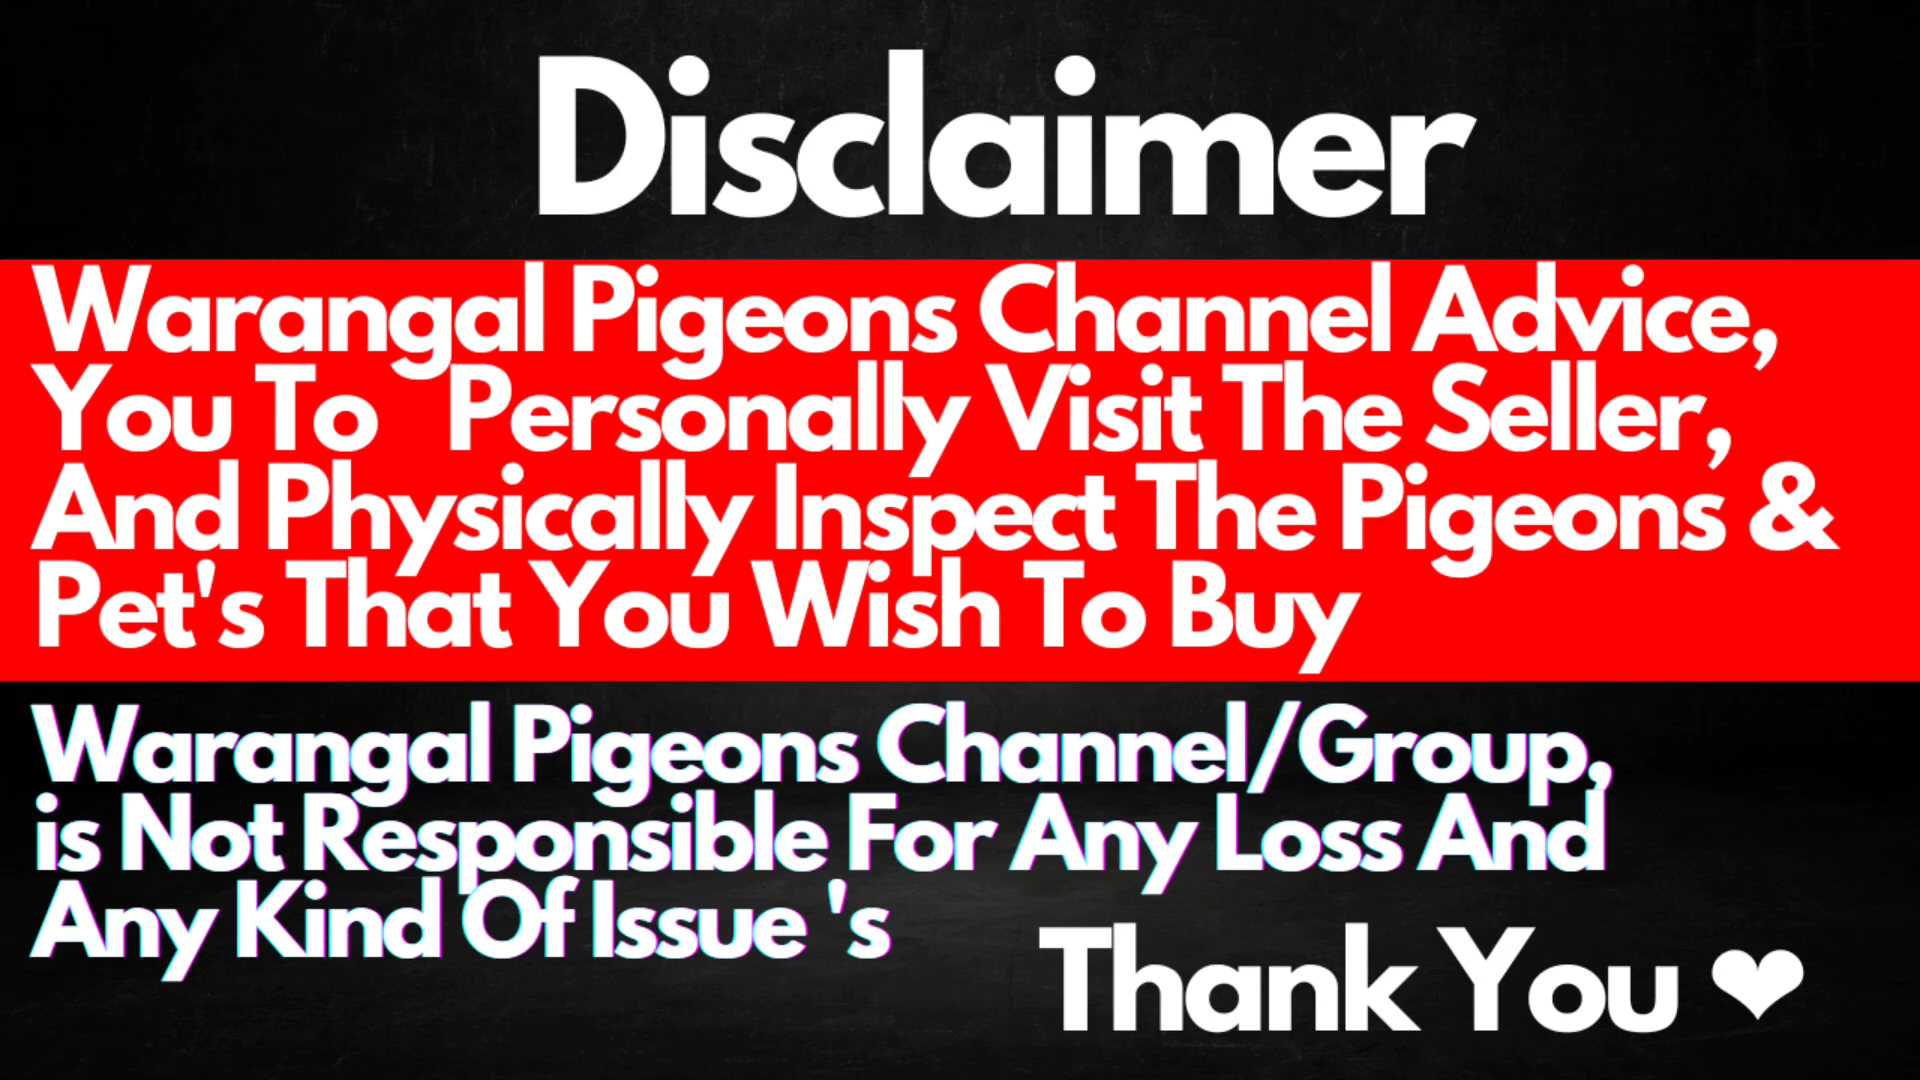 Disclaimer
Warangal Pigeons Channel Advice,
You To Personally Visit The Seller,
And Physically Inspect The Pigeons &
Pet's That You Wish To Buy
Warangal Pigeons Channel/Group,
is Not Responsible For Any Loss And
Any Kind Of Issue 's
Thank You ❤